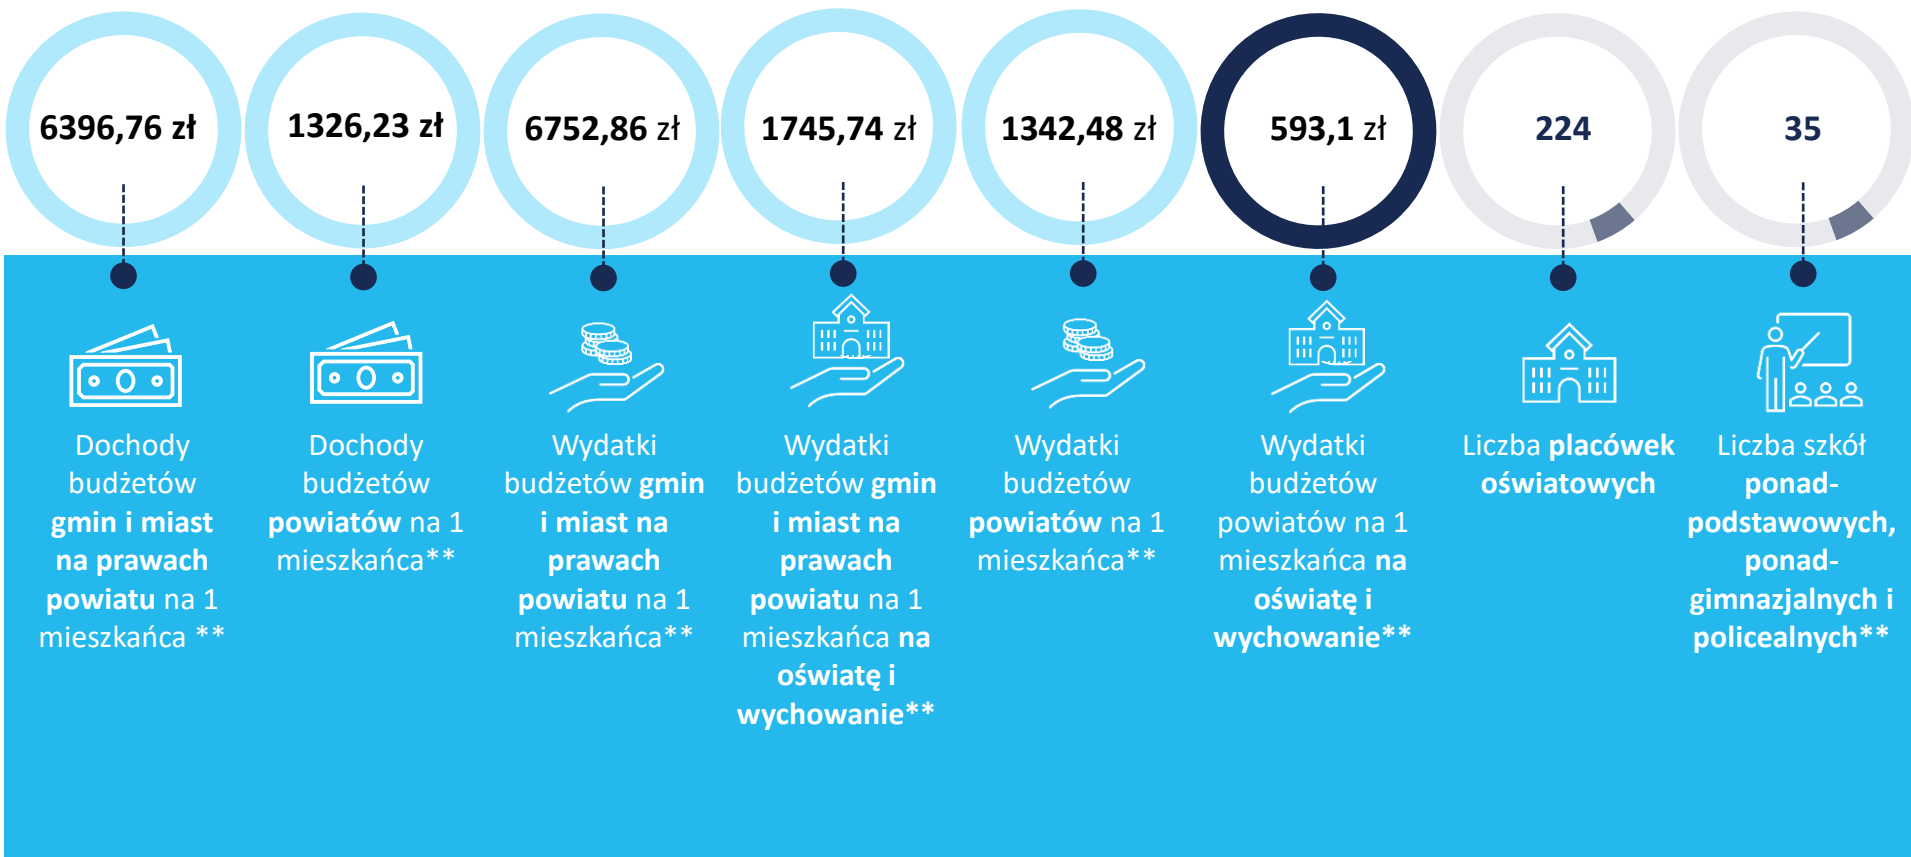 6396,76 zł
1326,23 zł
6752,86 zł
1745,74 zł
1342,48 zł
593,1 zł
224
35
Dochody
budżetów
gmin i miast
na prawach
powiatu na 1
mieszkańca **
Dochody
budżetów
powiatów na 1
mieszkańca**
Wydatki
budżetów gmin
i miast na
prawach
powiatu na 1
mieszkańca**
Wydatki
budżetów gmin
i miast na
prawach
powiatu na 1
mieszkańca na
oświatę i
wychowanie**
Wydatki
budżetów
powiatów na 1
mieszkańca**
Wydatki
budżetów
powiatów na 1
mieszkańca na
oświatę i
wychowanie**
Liczba placówek
oświatowych
Liczba szkół
ponad-
podstawowych,
ponad-
gimnazjalnych i
policealnych**